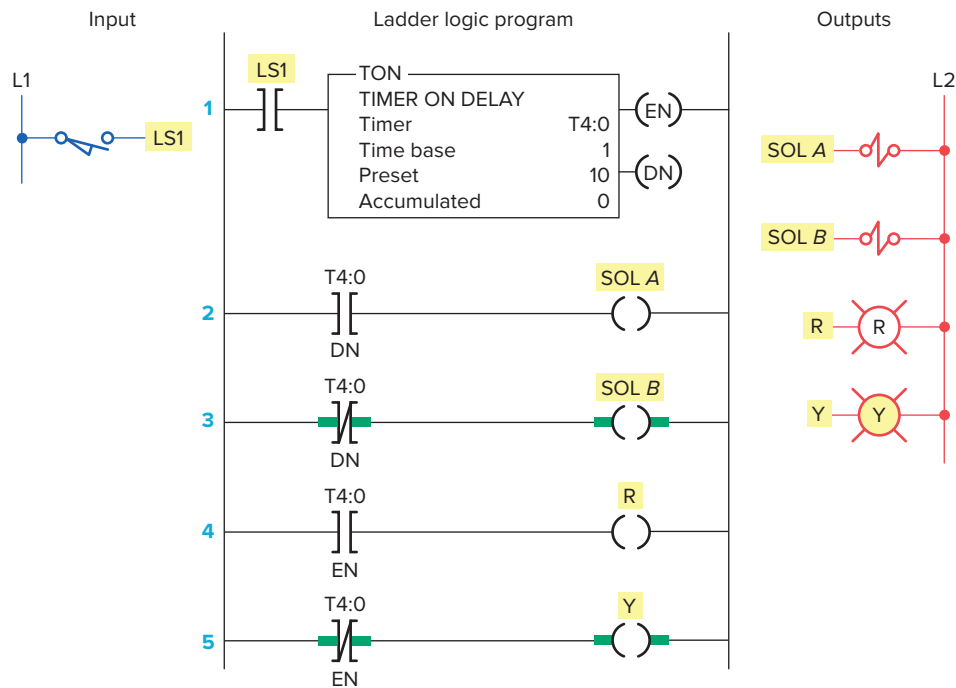 Input
Ladder logic program
Outputs
L1
LS1
LS1
1
TON
TIMER ON DELAY
Timer T4:0
Time base 1
Preset 10
Accumulated 0
EN
DN
L2
SOL A
SOL B
R R
Y Y
2
T4:0
DN
SOL A
3
T4:0
DN
SOL B
4
T4:0
EN
R
5
T4:0
EN
Y